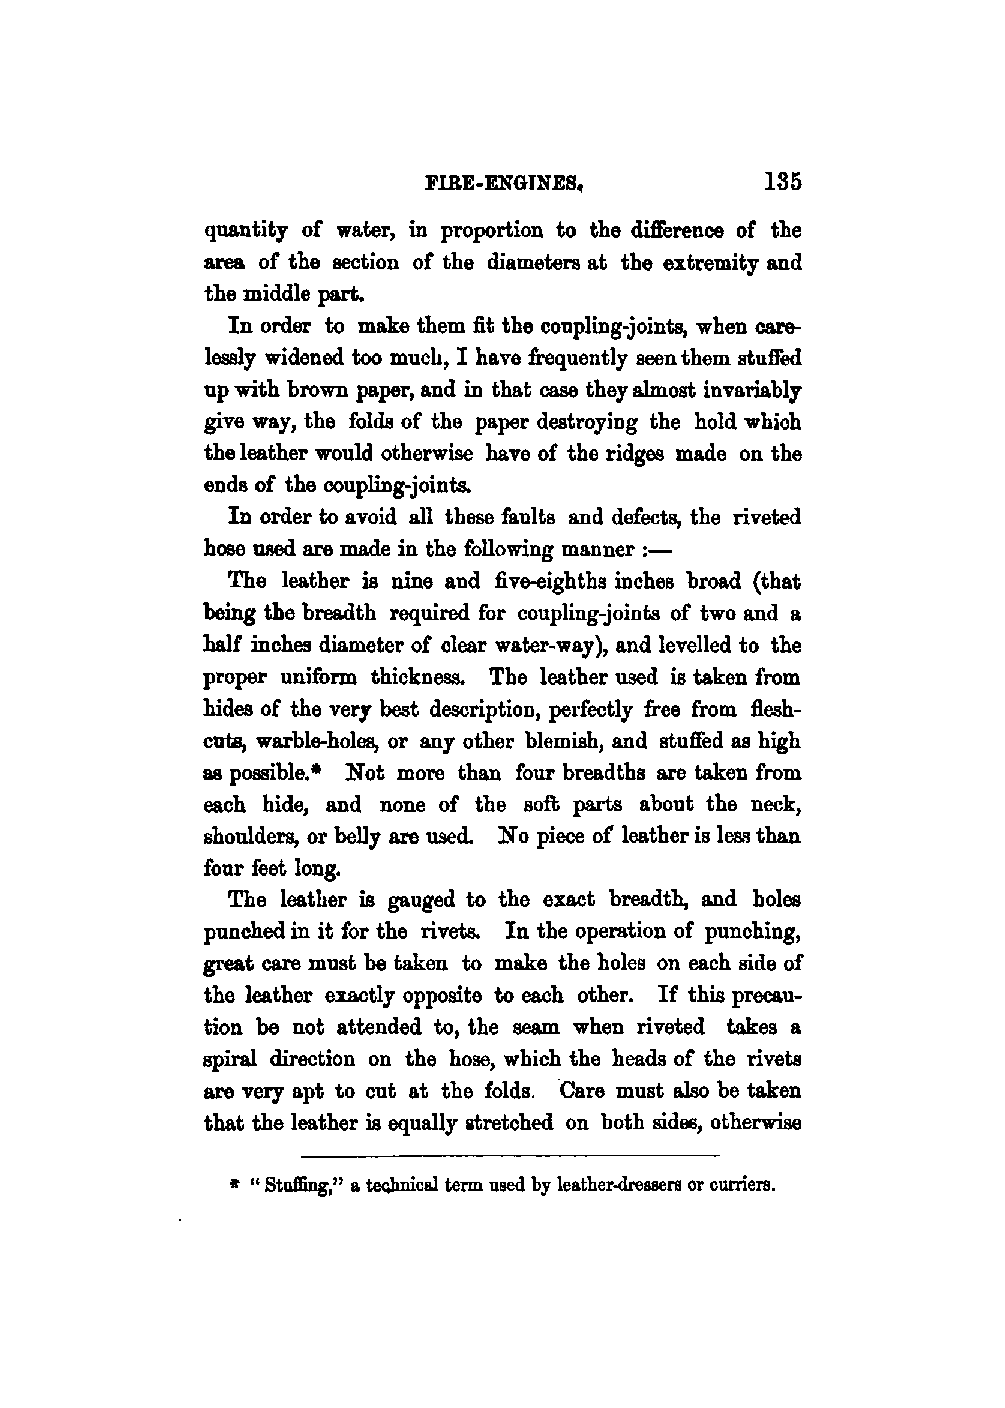 FIRE-ENGINES. 135
quantity of water, in proportion to the difference of the
area of the section of the diameters at the extremity and
the middle part.
In order to make them fit the coupling-joints, when care-
lessly widened too much, I have frequently seen them stuffed
up with brown paper, and in that case they almost invariably
give way, the folds of the paper destroying the hold which
the leather would otherwise have of the ridges made on the
ends of the coupling-joints.
In order to avoid all these faults and defects, the riveted
hose used are made in the following manner :—
The leather is nine and five-eighths inches broad (that
being the breadth required for coupling-joints of two and a
half inches diameter of clear water-way), and levelled to the
proper uniform thickness. The leather used is taken from
hides of the very best description, perfectly free from flesh-
cuts, warble-holes, or any other blemish, and stuffed as high
as possible.* Not more than four breadths are taken from
each hide, and none of the soft parts about the neck,
shoulders, or belly are used. No piece of leather is less than
four feet long.
The leather is gauged to the exact breadth, and holes
punched in it for the rivets. In the operation of punching,
great care must be taken to make the holes on each side of
the leather exactly opposite to each other. If this precau-
tion be not attended to, the seam when riveted takes a
spiral direction on the hose, which the heads of the rivets
are very apt to cut at the folds. Care must also be taken
that the leather is equally stretched on both sides, otherwise
* “ Stuffing,” a technical term used by leather-dressers or curriers.